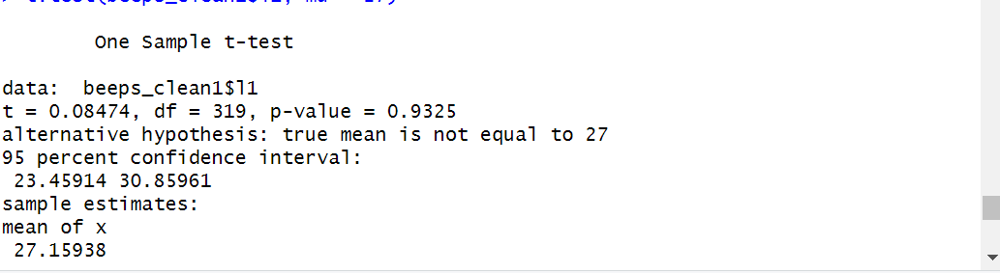 One Sample t-test
data:  beeps_clean1$l1
t = 0.08474, df = 319, p-value = 0.9325
alternative hypothesis: true mean is not equal to 27
95 percent confidence interval:
23.45914 30.85961
sample estimates:
mean of x
27.15938